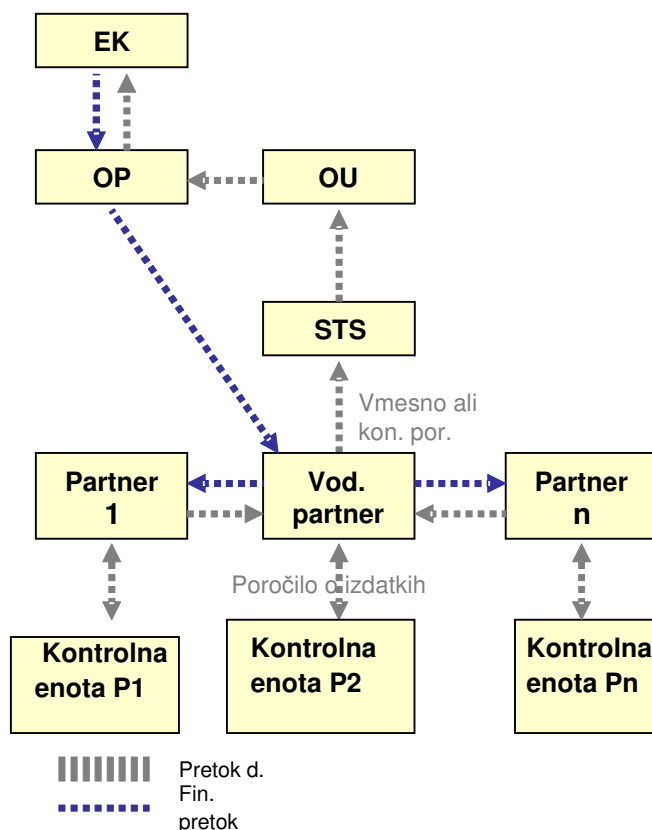 EK
OP
OU
STS
Vmesno ali
kon. por.
Partner
1
Vod.
partner
Partner
n
Poročilo o izdatkih
Kontrolna
enota P1
Kontrolna
enota P2
Kontrolna
enota Pn
Pretok d.
Fin.
pretok